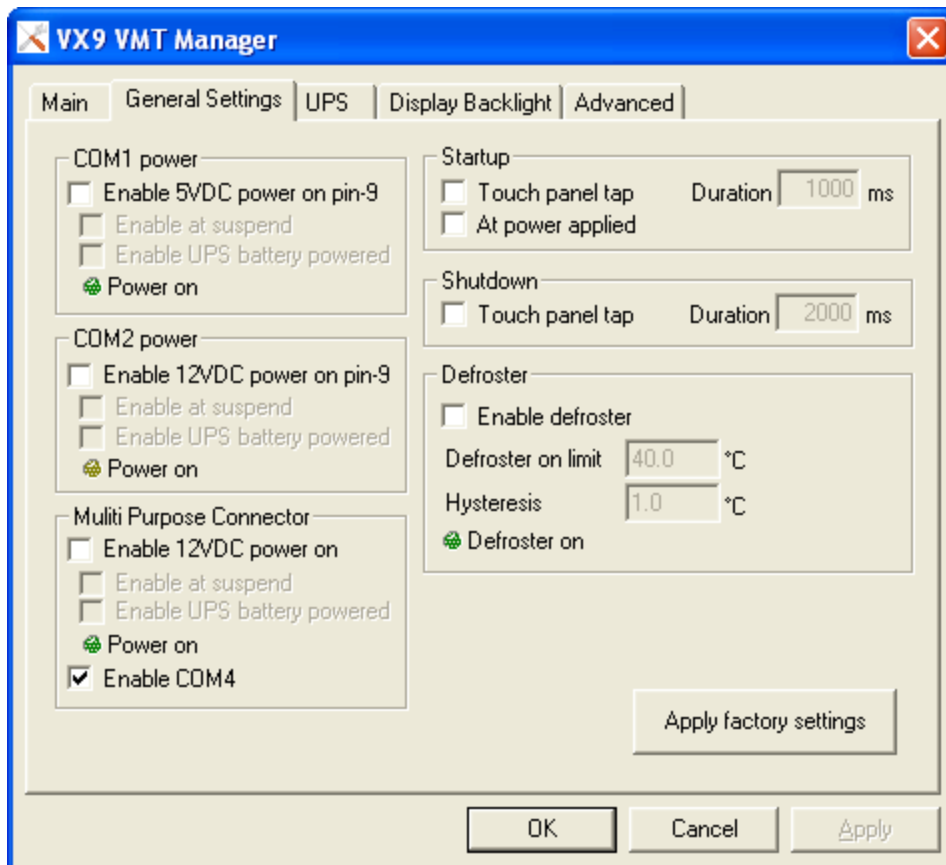 VX9 VMT Manager
Main General Settings UPS Display Backlight Advanced
COM1 power
Enable 5VDC power on pin-9
Enable at suspend
Enable UPS battery powered
Power on
COM2 power
Enable 12VDC power on pin-9
Enable at suspend
Enable UPS battery powered
Power on
Muliti Purpose Connector
Enable 12VDC power on
Enable at suspend
Enable UPS battery powered
Power on
Enable COM4
Startup
Touch panel tap Duration 1000 ms
At power applied
Shutdown
Touch panel tap Duration 2000 ms
Defroster
Enable defroster
Defroster on limit 40.0 °C
Hysteresis 1.0 °C
Defroster on
Apply factory settings
OK Cancel Apply